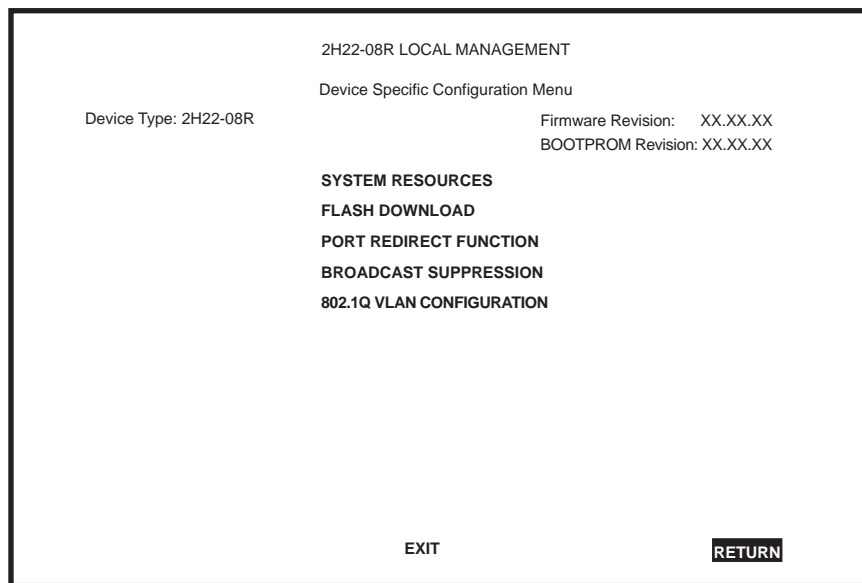 2H22-08R LOCAL MANAGEMENT
Device Specific Configuration Menu
Device Type: 2H22-08R
Firmware Revision: XX.XX.XX
BOOTPROM Revision: XX.XX.XX
SYSTEM RESOURCES
FLASH DOWNLOAD
PORT REDIRECT FUNCTION
BROADCAST SUPPRESSION
802.1Q VLAN CONFIGURATION
EXIT
RETURN